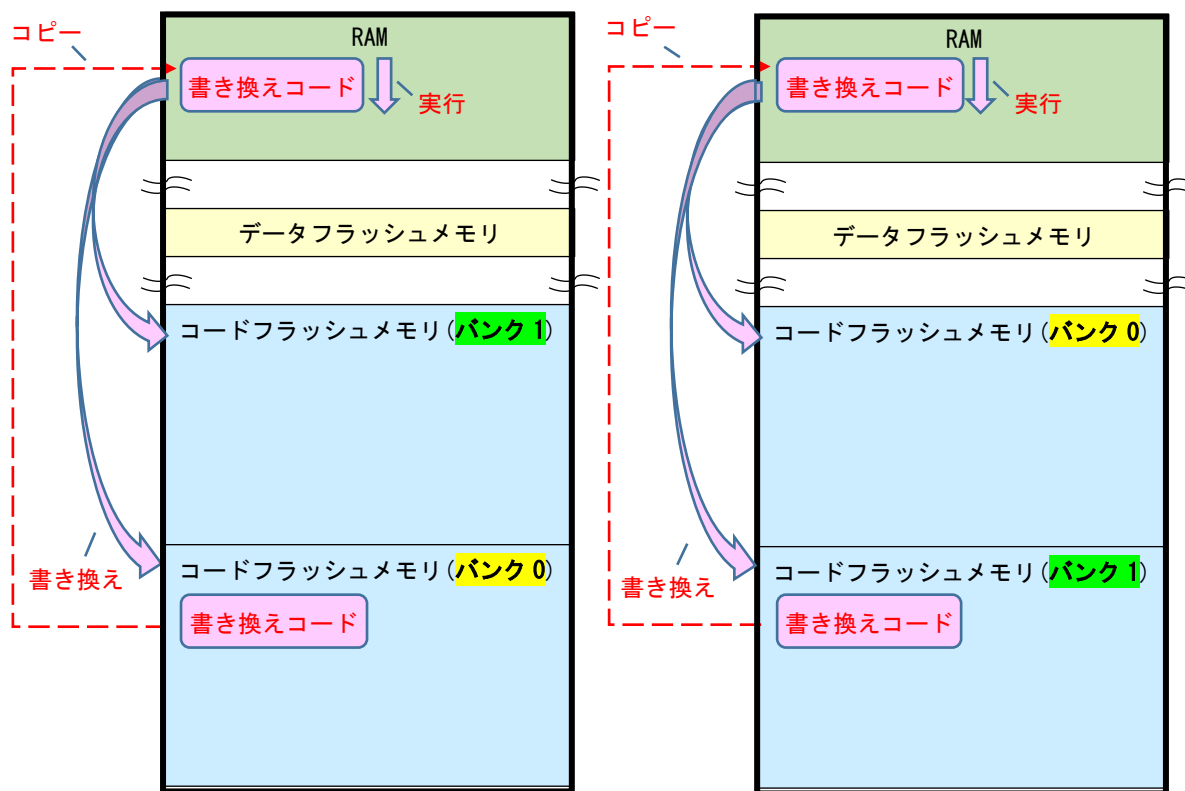 コピー
RAM
書き換えコード
実行
データフラッシュメモリ
コードフラッシュメモリ(バンク 1)
コードフラッシュメモリ(バンク 0)
書き換え
書き換えコード
コピー
RAM
書き換えコード
実行
データフラッシュメモリ
コードフラッシュメモリ(バンク 0)
コードフラッシュメモリ(バンク 1)
書き換え
書き換えコード